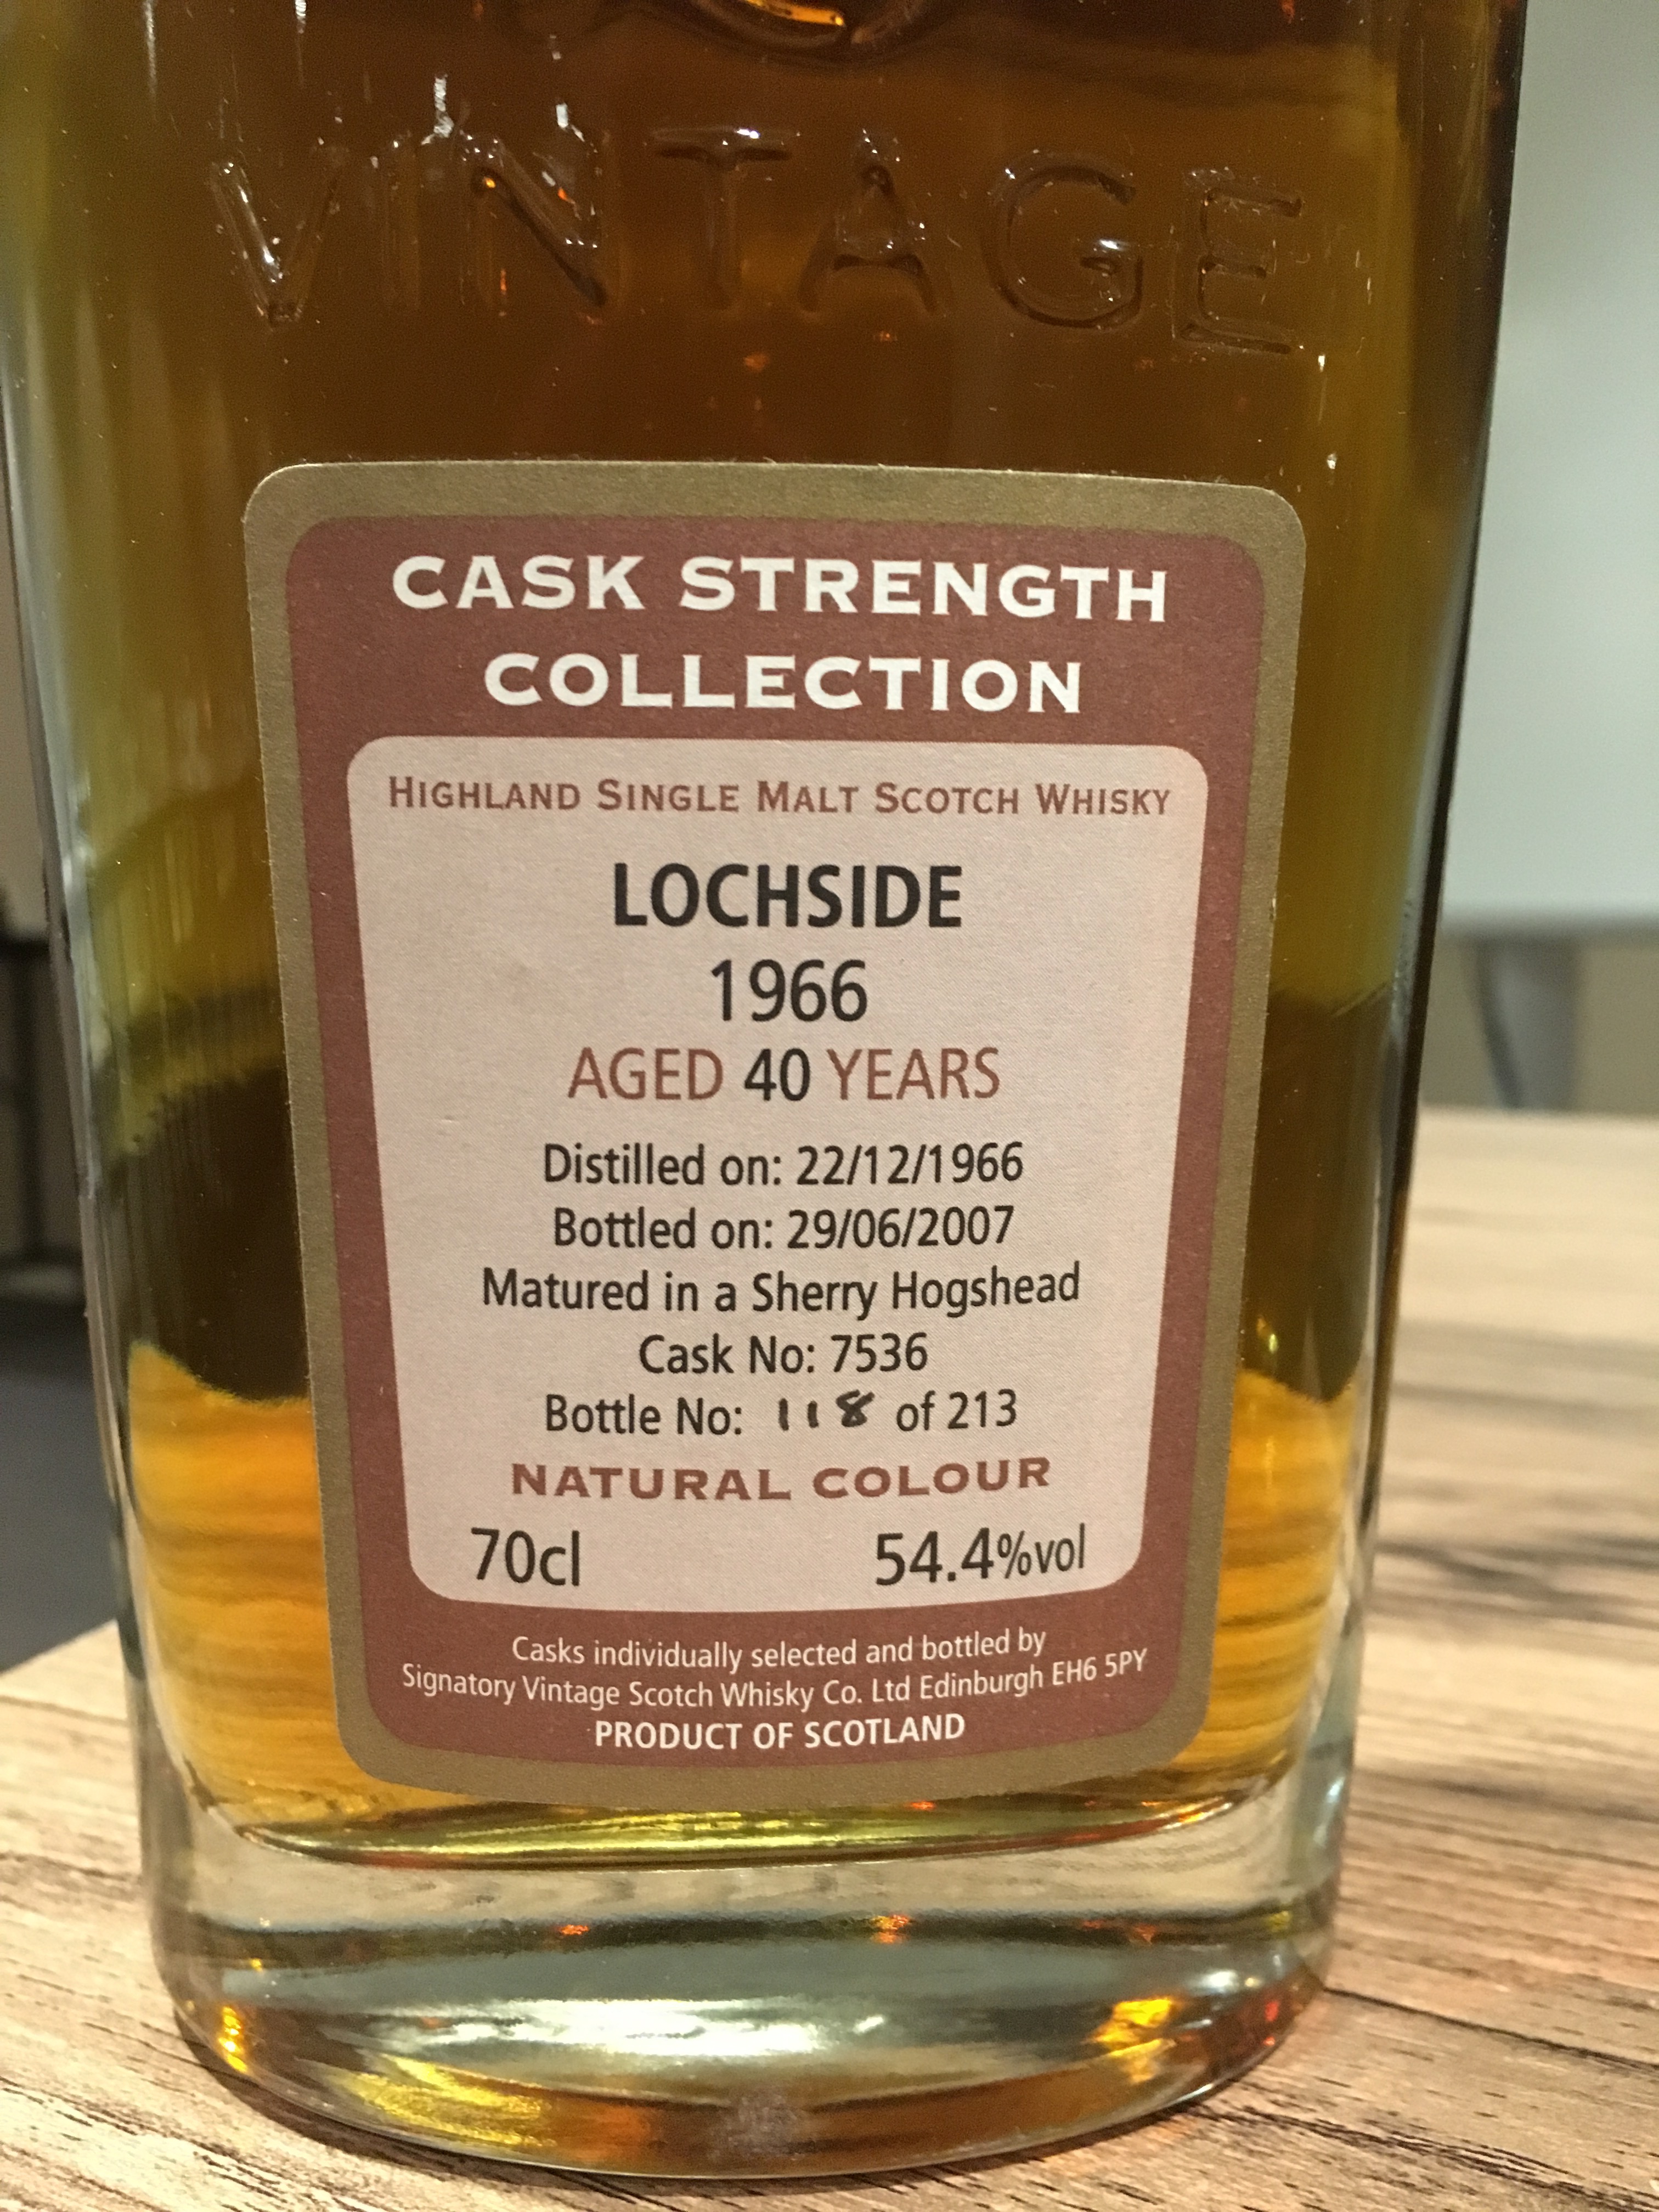 VINTAGE
CASK STRENGTH
COLLECTION
HIGHLAND SINGLE MALT SCOTCH WHISKY
LOCHSIDE
1966
AGED 40 YEARS
Distilled on: 22/12/1966
Bottled on: 29/06/2007
Matured in a Sherry Hogshead
Cask No: 7536
Bottle No: 118 of 213
NATURAL COLOUR
70cl 54.4%vol
Casks individually selected and bottled by
Signatory Vintage Scotch Whisky Co. Ltd Edinburgh EH6 5PY
PRODUCT OF SCOTLAND